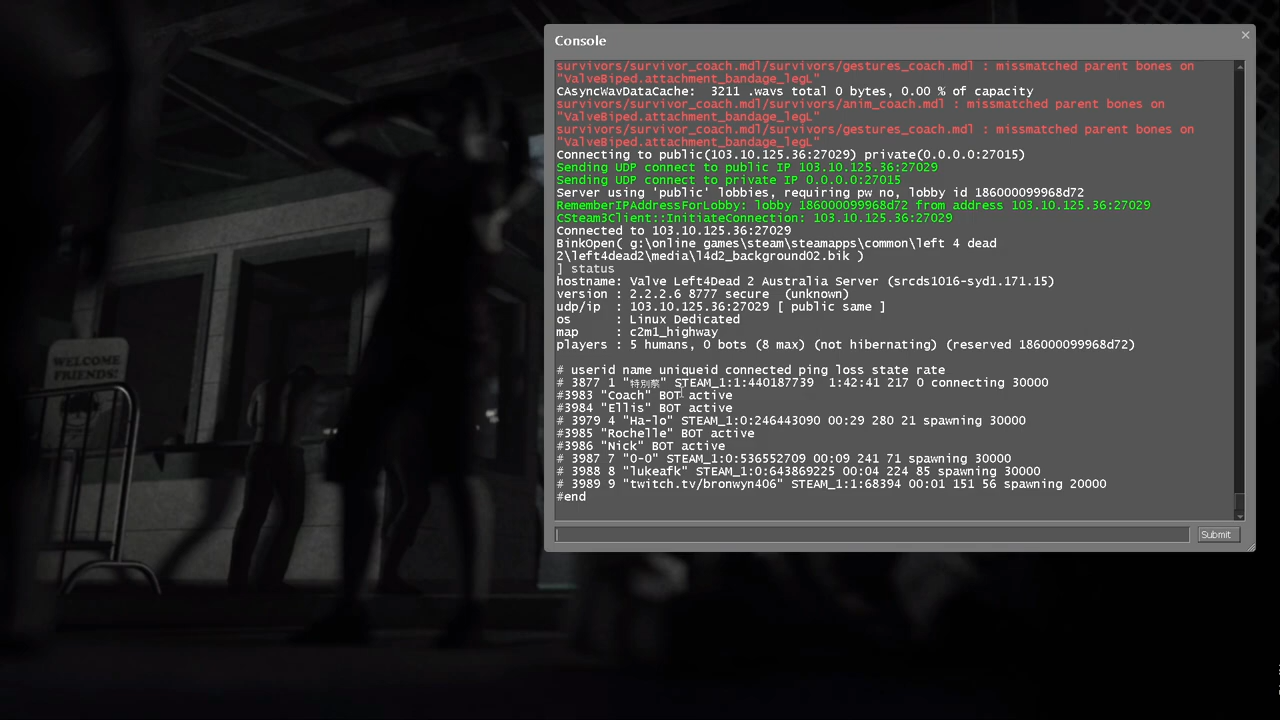 WELCOME
FRIENDS!
Console
survivors/survivor_coach.mdl/survivors/gestures_coach.mdl : missmatched parent bones on
"ValveBiped.attachment_bandage_legL"
CAsyncWavDataCache:  3211 .wavs total 0 bytes, 0.00 % of capacity
survivors/survivor_coach.mdl/survivors/anim_coach.mdl : missmatched parent bones on
"ValveBiped.attachment_bandage_legL"
survivors/survivor_coach.mdl/survivors/gestures_coach.mdl : missmatched parent bones on
"ValveBiped.attachment_bandage_legL"
Connecting to public(103.10.125.36:27029) private(0.0.0.0:27015)
Sending UDP connect to public IP 103.10.125.36:27029
Sending UDP connect to private IP 0.0.0.0:27015
Server using 'public' lobbies, requiring pw no, lobby id 186000099968d72
RememberIPAddressForLobby: lobby 186000099968d72 from address 103.10.125.36:27029
CSteam3Client::InitiateConnection: 103.10.125.36:27029
Connected to 103.10.125.36:27029
BinkOpen( g:\online games\steam\steamapps\common\left 4 dead
2\left4dead2\media\l4d2_background02.bik )
] status
hostname: Valve Left4Dead 2 Australia Server (srcds1016-syd1.171.15)
version : 2.2.2.6 8777 secure  (unknown)
udp/ip  : 103.10.125.36:27029 [ public same ]
os      : Linux Dedicated
map     : c2m1_highway
players : 5 humans, 0 bots (8 max) (not hibernating) (reserved 186000099968d72)
# userid name uniqueid connected ping loss state rate
# 3877 1 "特別蔡" STEAM_1:1:440187739  1:42:41 217 0 connecting 30000
#3983 "Coach" BOT active
#3984 "Ellis" BOT active
# 3979 4 "Ha-lo" STEAM_1:0:246443090 00:29 280 21 spawning 30000
#3985 "Rochelle" BOT active
#3986 "Nick" BOT active
# 3987 7 "0-0" STEAM_1:0:536552709 00:09 241 71 spawning 30000
# 3988 8 "lukeafk" STEAM_1:0:643869225 00:04 224 85 spawning 30000
# 3989 9 "twitch.tv/bronwyn406" STEAM_1:1:68394 00:01 151 56 spawning 20000
#end
Submit